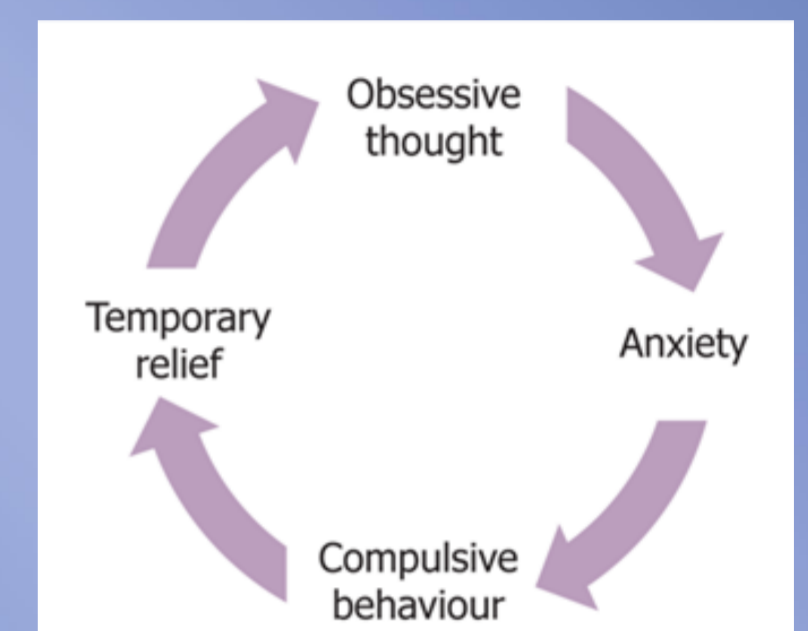 Obsessive
thought
Anxiety
Compulsive
behaviour
Temporary
relief